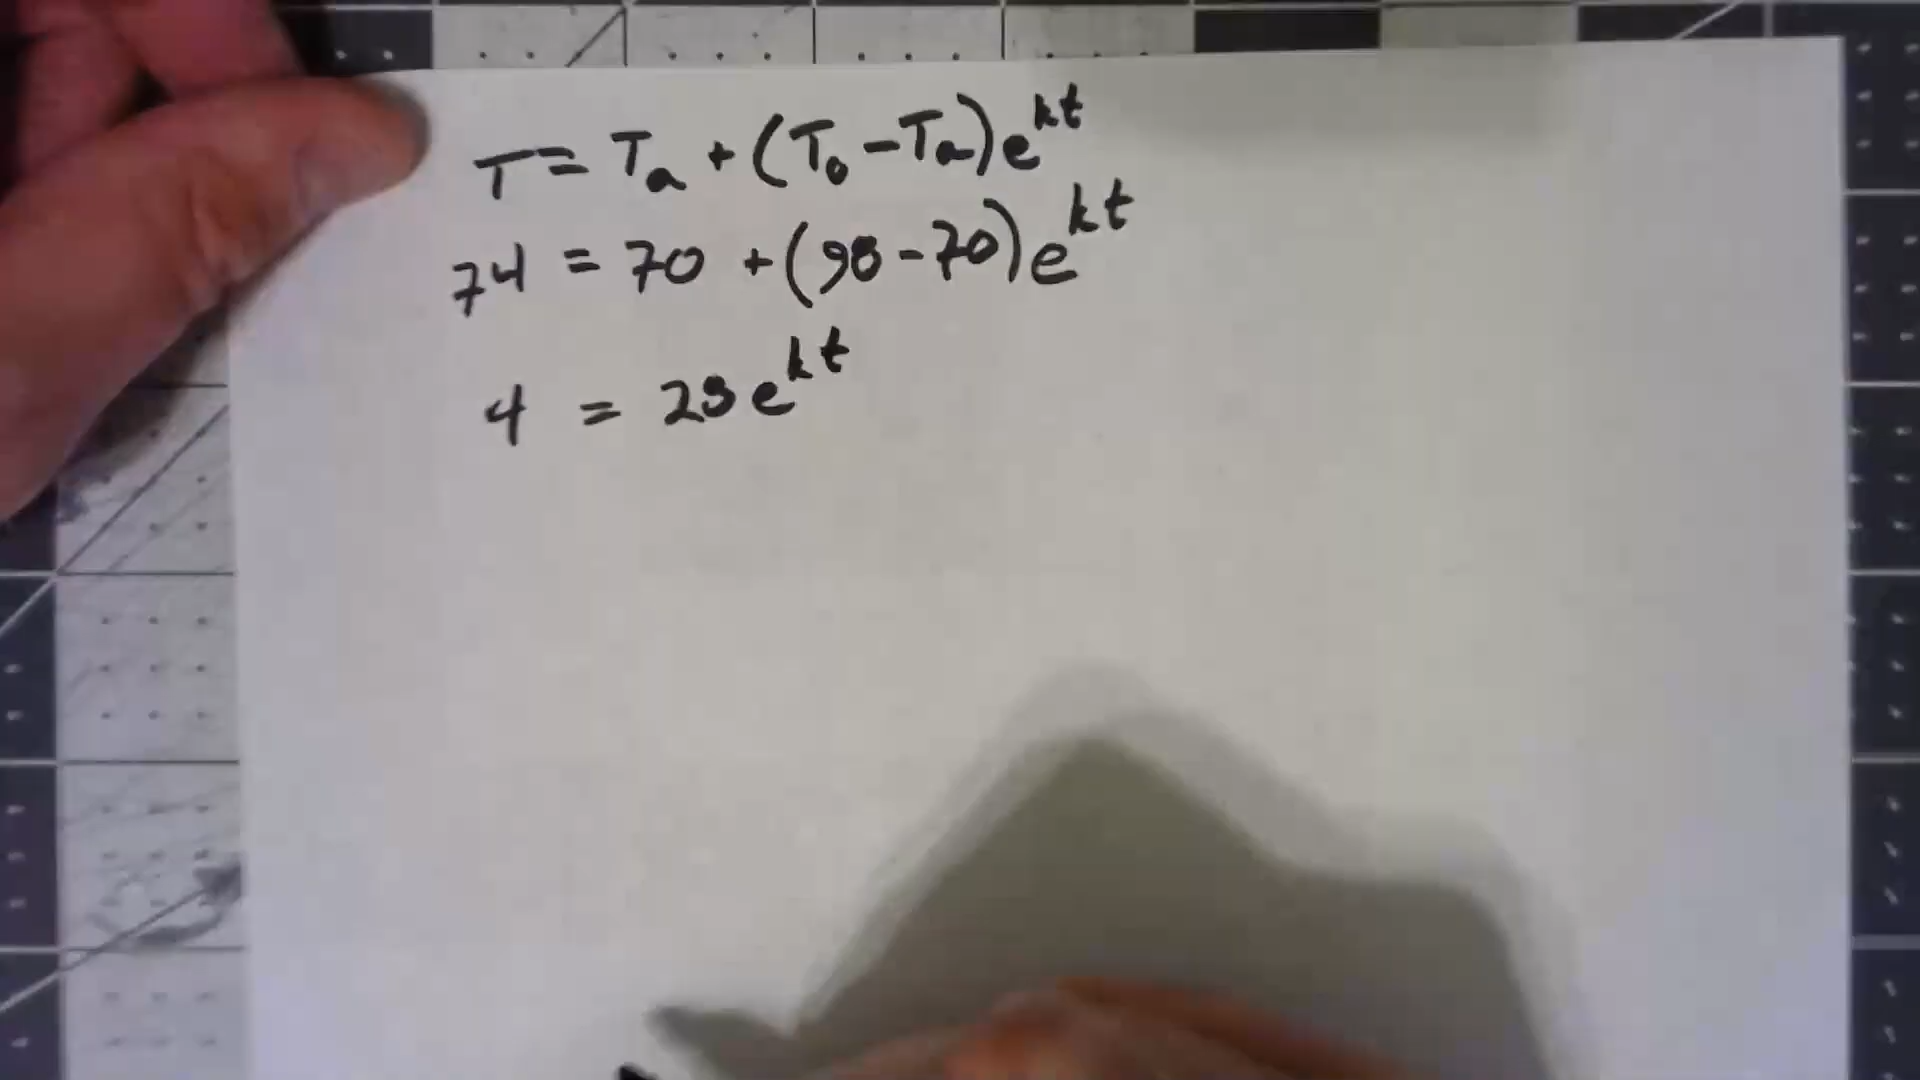 T = Tₐ + (T₀ - Tₐ)e^kt
74 = 70 + (98 - 70)e^kt
4 = 28e^kt